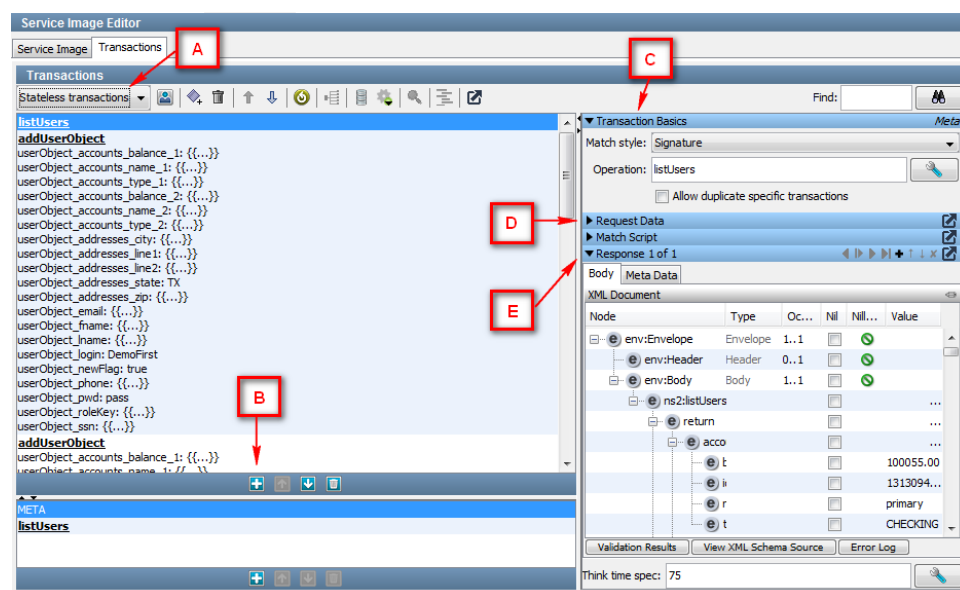 Service Image Editor
Service Image
Transactions
A
Transactions
C
Stateless transactions
Find:
listUsers
addUserObject
userObject_accounts_balance_1: {{...}}
userObject_accounts_name_1: {{...}}
userObject_accounts_type_1: {{...}}
userObject_accounts_balance_2: {{...}}
userObject_accounts_name_2: {{...}}
userObject_accounts_type_2: {{...}}
userObject_addresses_city: {{...}}
userObject_addresses_line1: {{...}}
userObject_addresses_line2: {{...}}
userObject_addresses_state: TX
userObject_addresses_zip: {{...}}
userObject_email: {{...}}
userObject_fname: {{...}}
userObject_lname: {{...}}
userObject_login: DemoFirst
userObject_newFlag: true
userObject_phone: {{...}}
userObject_pwd: pass
userObject_roleKey: {{...}}
userObject_ssn: {{...}}
addUserObject
userObject_accounts_balance_1: {{...}}
userObject_accounts_name_1: {{...}}
B
META
listUsers
Transaction Basics Meta
Match style: Signature
Operation: listUsers
Allow duplicate specific transactions
D
Request Data
Match Script
Response 1 of 1
E
Body
Meta Data
XML Document
Node Type Oc... Nil Nill... Value
e env:Envelope Envelope 1..1
e env:Header Header 0..1
e env:Body Body 1..1
e ns2:listUsers ...
e return ...
e acco ...
e 100055.00
e 1313094...
e r primary
e t CHECKING
Validation Results View XML Schema Source Error Log
Think time spec: 75